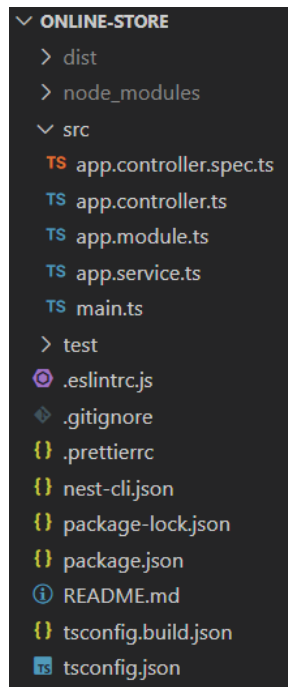 ONLINE-STORE
dist
node_modules
src
TS app.controller.spec.ts
TS app.controller.ts
TS app.module.ts
TS app.service.ts
TS main.ts
test
.eslintrc.js
.gitignore
{} .prettierrc
{} nest-cli.json
{} package-lock.json
{} package.json
README.md
{} tsconfig.build.json
TS tsconfig.json